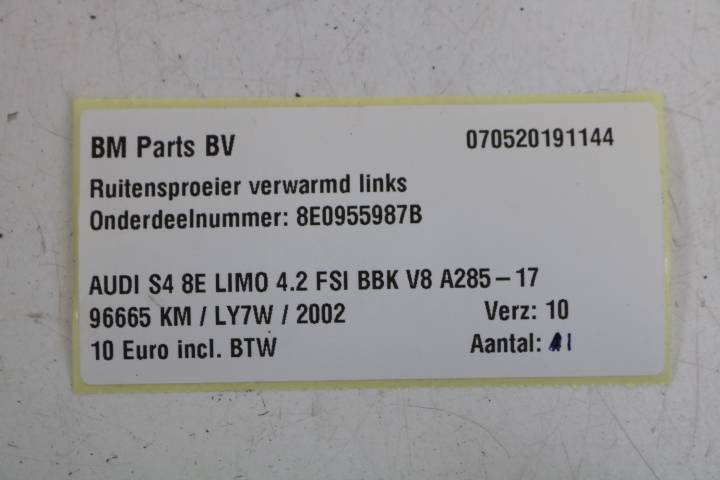 BM Parts BV 070520191144
Ruitensproeier verwarmd links
Onderdeelnummer: 8E0955987B
AUDI S4 8E LIMO 4.2 FSI BBK V8 A285-17
96665 KM / LY7W / 2002 Verz: 10
10 Euro incl. BTW Aantal: 1